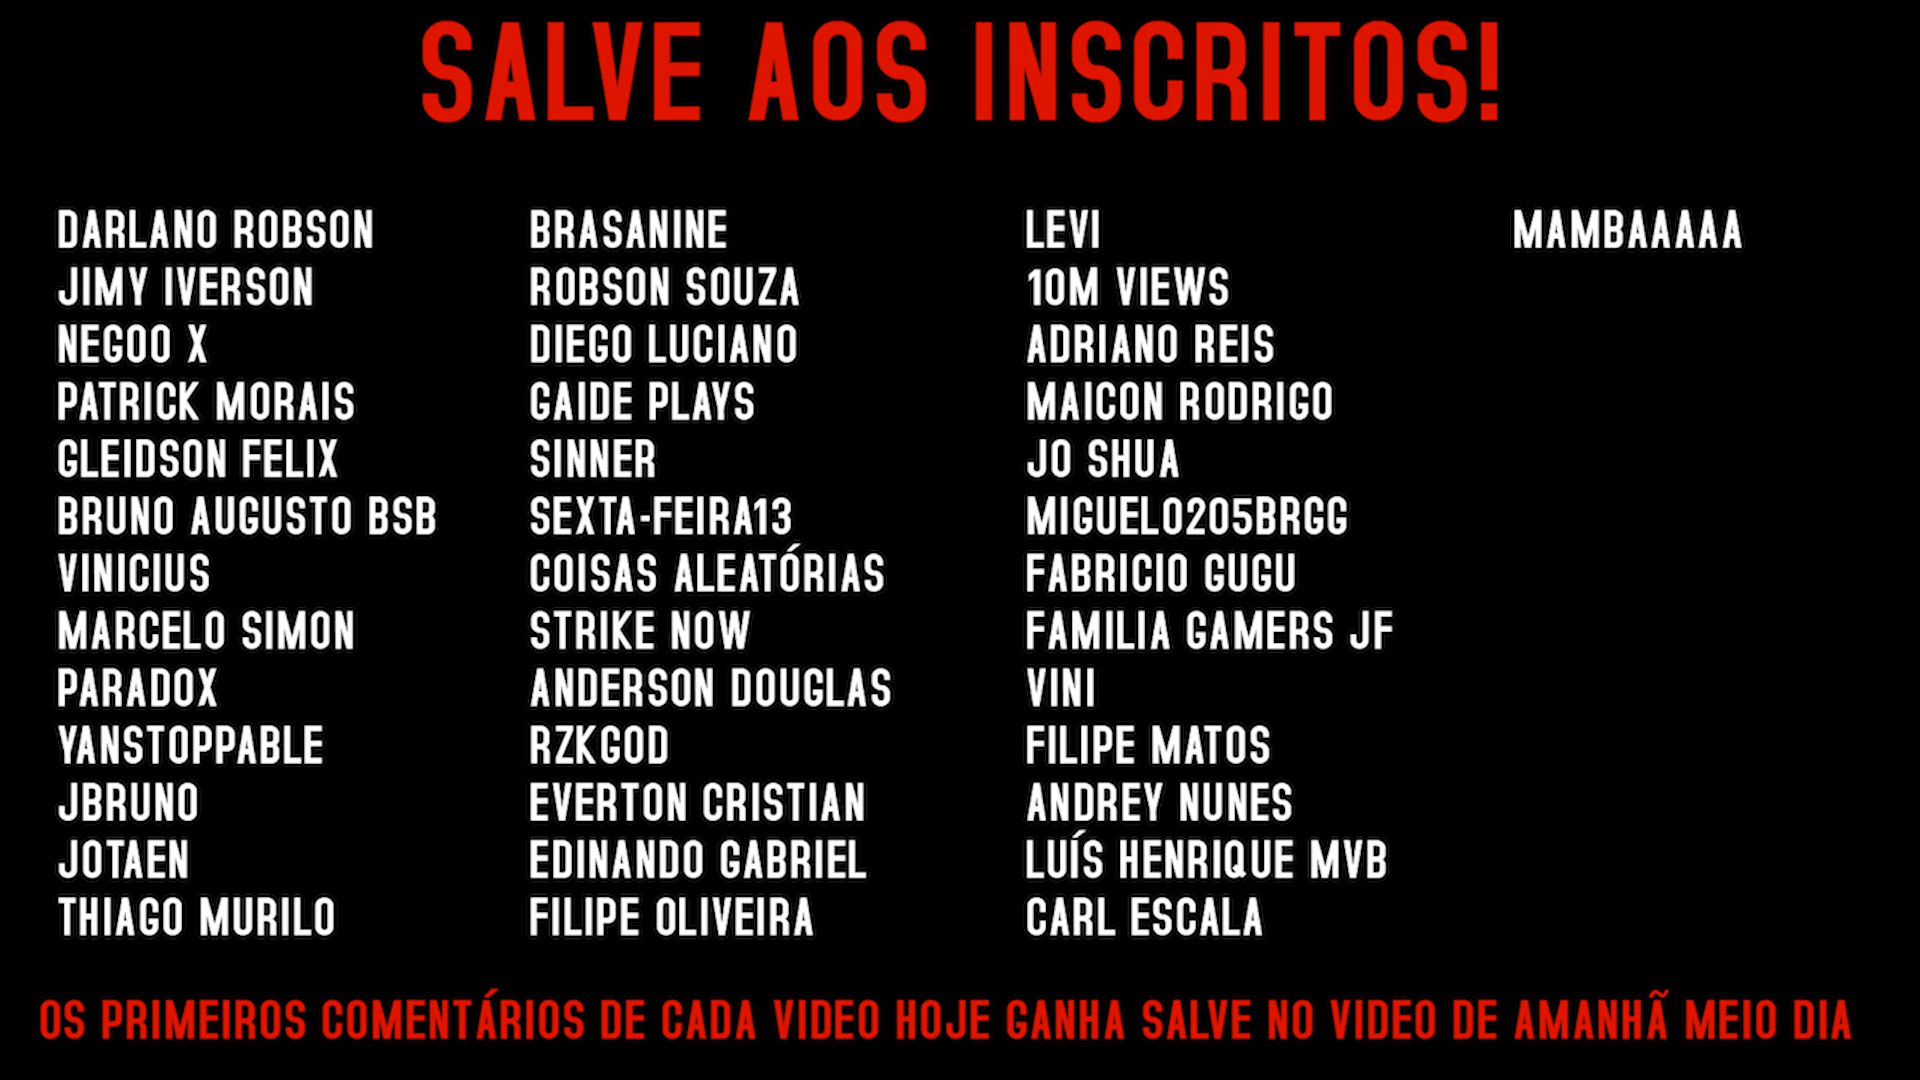 SALVE AOS INSCRITOS!
DARLANO ROBSON
JIMY IVERSON
NEGOO X
PATRICK MORAIS
GLEIDSON FELIX
BRUNO AUGUSTO BSB
VINICIUS
MARCELO SIMON
PARADOX
YANSTOPPABLE
JBRUNO
JOTAEN
THIAGO MURILO
BRASANINE
ROBSON SOUZA
DIEGO LUCIANO
GAIDE PLAYS
SINNER
SEXTA-FEIRA13
COISAS ALEATÓRIAS
STRIKE NOW
ANDERSON DOUGLAS
RZKGOD
EVERTON CRISTIAN
EDINANDO GABRIEL
FILIPE OLIVEIRA
LEVI
10M VIEWS
ADRIANO REIS
MAICON RODRIGO
JO SHUA
MIGUEL0205BRGG
FABRICIO GUGU
FAMILIA GAMERS JF
VINI
FILIPE MATOS
ANDREY NUNES
LUÍS HENRIQUE MVB
CARL ESCALA
MAMBAAAAA
OS PRIMEIROS COMENTÁRIOS DE CADA VIDEO HOJE GANHA SALVE NO VIDEO DE AMANHÃ MEIO DIA